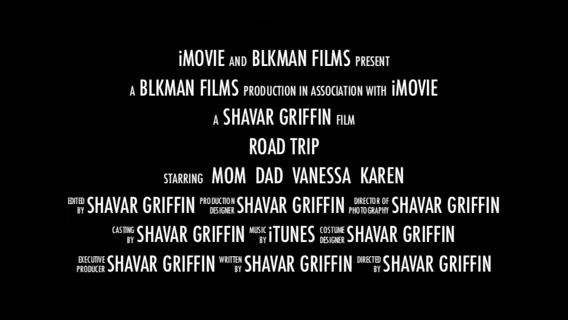 iMOVIE AND BLKMAN FILMS PRESENT
A BLKMAN FILMS PRODUCTION IN ASSOCIATION WITH iMOVIE
A SHAVAR GRIFFIN FILM
ROAD TRIP
STARRING MOM DAD VANESSA KAREN
EDITED BY SHAVAR GRIFFIN PRODUCTION DESIGNER SHAVAR GRIFFIN DIRECTOR OF PHOTOGRAPHY SHAVAR GRIFFIN
CASTING BY SHAVAR GRIFFIN MUSIC BY iTUNES COSTUME DESIGNER SHAVAR GRIFFIN
EXECUTIVE PRODUCER SHAVAR GRIFFIN WRITTEN BY SHAVAR GRIFFIN DIRECTED BY SHAVAR GRIFFIN